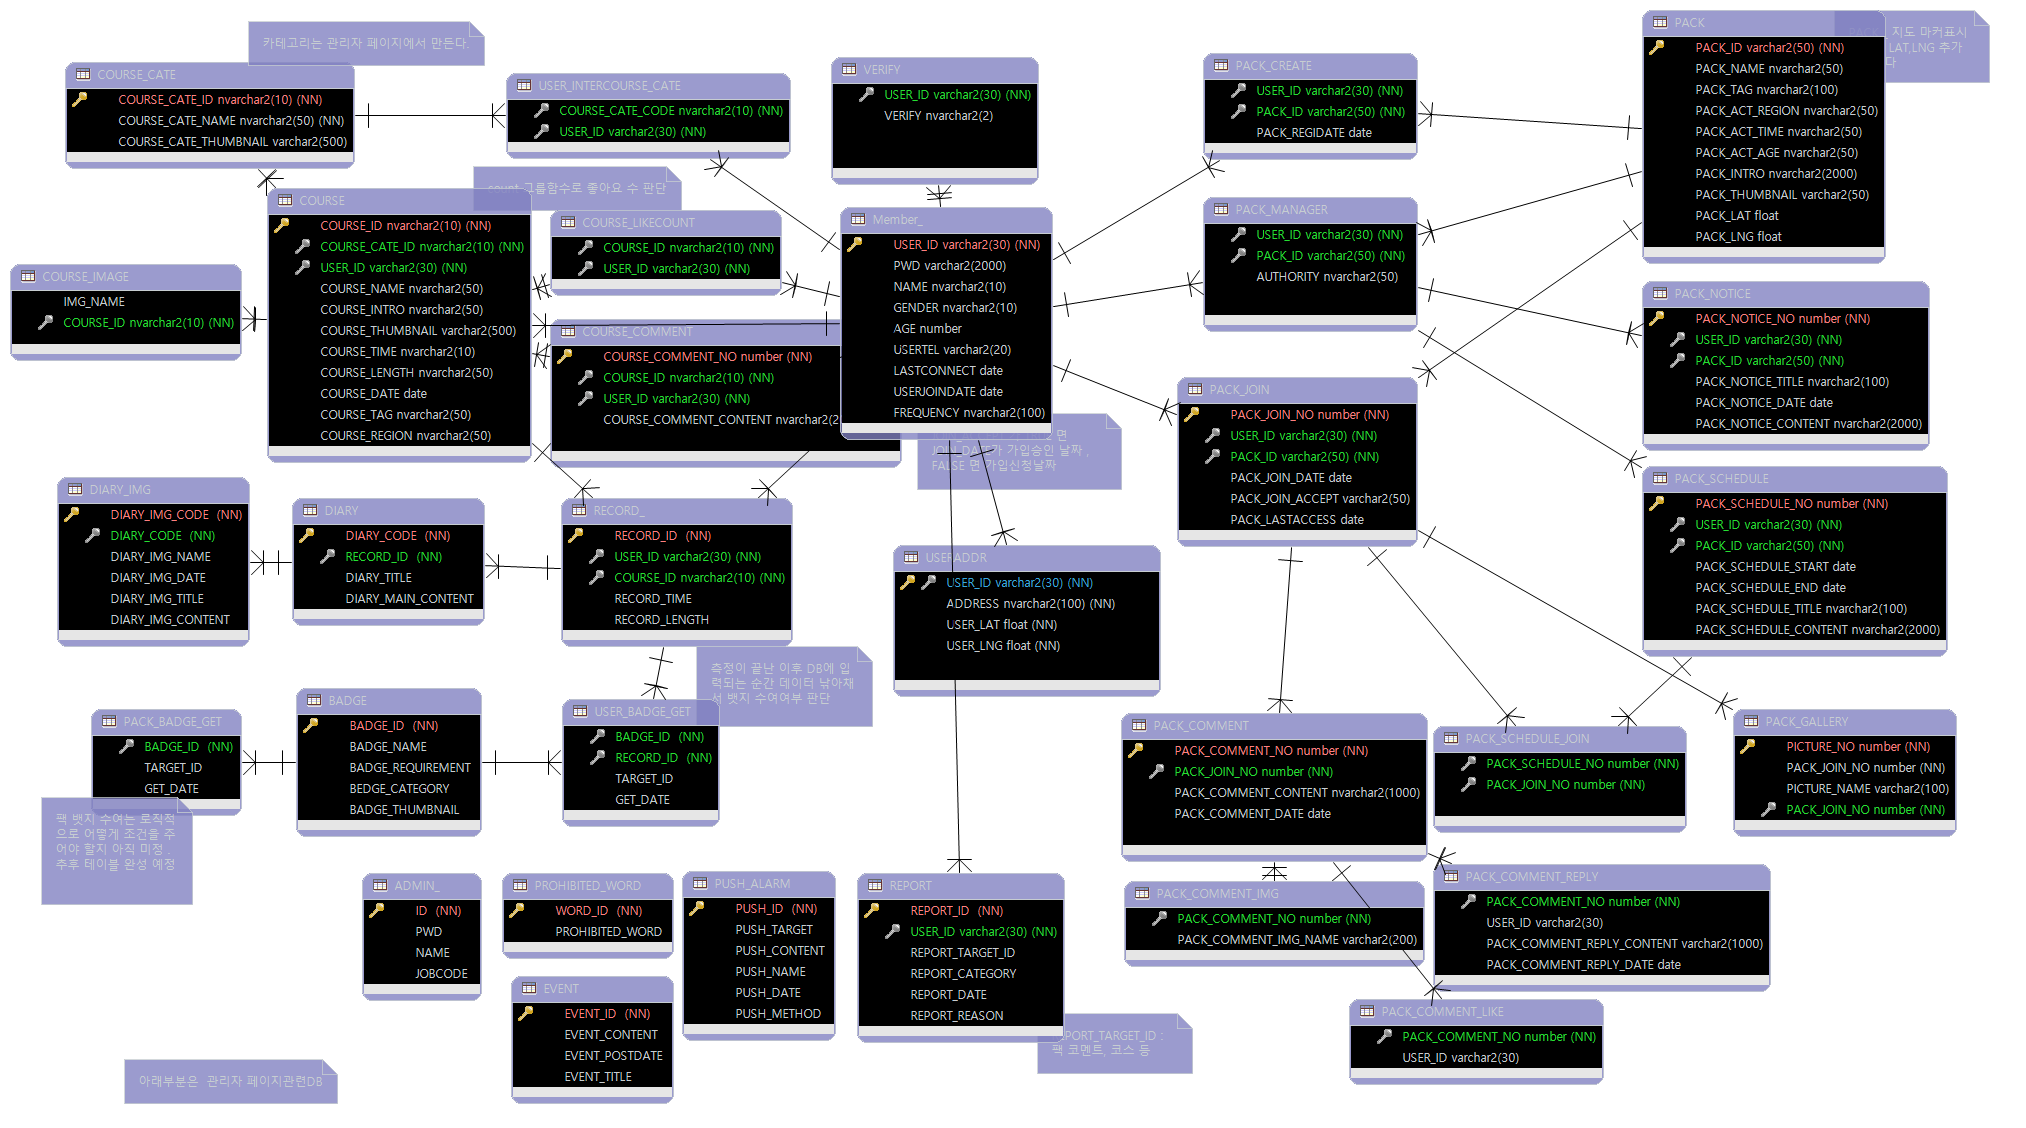 카테고리는 관리자 페이지에서 만든다.
COURSE_CATE
COURSE_CATE_ID nvarchar2(10) (NN)
COURSE_CATE_NAME nvarchar2(50) (NN)
COURSE_CATE_THUMBNAIL varchar2(500)
USER_INTERCOURSE_CATE
COURSE_CATE_CODE nvarchar2(10) (NN)
USER_ID varchar2(30) (NN)
VERIFY
USER_ID varchar2(30) (NN)
VERIFY nvarchar2(2)
PACK_CREATE
USER_ID varchar2(30) (NN)
PACK_ID varchar2(50) (NN)
PACK_REGIDATE date
PACK
PACK_ID varchar2(50) (NN)
PACK_NAME nvarchar2(50)
PACK_TAG nvarchar2(100)
PACK_ACT_REGION nvarchar2(50)
PACK_ACT_TIME nvarchar2(50)
PACK_ACT_AGE nvarchar2(50)
PACK_INTRO nvarchar2(2000)
PACK_THUMBNAIL varchar2(50)
PACK_LAT float
PACK_LNG float
지도 마커표시
LAT,LNG 추가
다
count 그룹함수로 좋아요 수 판단
COURSE
COURSE_ID nvarchar2(10) (NN)
COURSE_CATE_ID nvarchar2(10) (NN)
USER_ID varchar2(30) (NN)
COURSE_NAME nvarchar2(50)
COURSE_INTRO nvarchar2(50)
COURSE_THUMBNAIL varchar2(500)
COURSE_TIME nvarchar2(10)
COURSE_LENGTH nvarchar2(50)
COURSE_DATE date
COURSE_TAG nvarchar2(50)
COURSE_REGION nvarchar2(50)
COURSE_LIKECOUNT
COURSE_ID nvarchar2(10) (NN)
USER_ID varchar2(30) (NN)
Member_
USER_ID varchar2(30) (NN)
PWD varchar2(2000)
NAME nvarchar2(10)
GENDER nvarchar2(10)
AGE number
USERTEL varchar2(20)
LASTCONNECT date
USERJOINDATE date
FREQUENCY nvarchar2(100)
PACK_MANAGER
USER_ID varchar2(30) (NN)
PACK_ID varchar2(50) (NN)
AUTHORITY nvarchar2(50)
COURSE_IMAGE
IMG_NAME
COURSE_ID nvarchar2(10) (NN)
COURSE_COMMENT
COURSE_COMMENT_NO number (NN)
COURSE_ID nvarchar2(10) (NN)
USER_ID varchar2(30) (NN)
COURSE_COMMENT_CONTENT nvarchar2(2
PACK_NOTICE
PACK_NOTICE_NO number (NN)
USER_ID varchar2(30) (NN)
PACK_ID varchar2(50) (NN)
PACK_NOTICE_TITLE nvarchar2(100)
PACK_NOTICE_DATE date
PACK_NOTICE_CONTENT nvarchar2(2000)
PACK_JOIN
PACK_JOIN_NO number (NN)
USER_ID varchar2(30) (NN)
PACK_ID varchar2(50) (NN)
PACK_JOIN_DATE date
PACK_JOIN_ACCEPT varchar2(50)
PACK_LASTACCESS date
면
JOIN_DATE가 가입승인 날짜 ,
FALSE 면 가입신청날짜
PACK_SCHEDULE
PACK_SCHEDULE_NO number (NN)
USER_ID varchar2(30) (NN)
PACK_ID varchar2(50) (NN)
PACK_SCHEDULE_START date
PACK_SCHEDULE_END date
PACK_SCHEDULE_TITLE nvarchar2(100)
PACK_SCHEDULE_CONTENT nvarchar2(2000)
DIARY_IMG
DIARY_IMG_CODE (NN)
DIARY_CODE (NN)
DIARY_IMG_NAME
DIARY_IMG_DATE
DIARY_IMG_TITLE
DIARY_IMG_CONTENT
DIARY
DIARY_CODE (NN)
RECORD_ID (NN)
DIARY_TITLE
DIARY_MAIN_CONTENT
RECORD_
RECORD_ID (NN)
USER_ID varchar2(30) (NN)
COURSE_ID nvarchar2(10) (NN)
RECORD_TIME
RECORD_LENGTH
USERADDR
USER_ID varchar2(30) (NN)
ADDRESS nvarchar2(100) (NN)
USER_LAT float (NN)
USER_LNG float (NN)
측정이 끝난 이후 DB에 입
력되는 순간 데이터 낚아채
서 뱃지 수여여부 판단
PACK_BADGE_GET
BADGE_ID (NN)
TARGET_ID
GET_DATE
BADGE
BADGE_ID (NN)
BADGE_NAME
BADGE_REQUIREMENT
BEDGE_CATEGORY
BADGE_THUMBNAIL
USER_BADGE_GET
BADGE_ID (NN)
RECORD_ID (NN)
TARGET_ID
GET_DATE
PACK_COMMENT
PACK_COMMENT_NO number (NN)
PACK_JOIN_NO number (NN)
PACK_COMMENT_CONTENT nvarchar2(1000)
PACK_COMMENT_DATE date
PACK_SCHEDULE_JOIN
PACK_SCHEDULE_NO number (NN)
PACK_JOIN_NO number (NN)
PACK_GALLERY
PICTURE_NO number (NN)
PACK_JOIN_NO number (NN)
PICTURE_NAME varchar2(100)
PACK_JOIN_NO number (NN)
팩 뱃지 수여는 로직적
으로 어떻게 조건을 주
어야 할지 아직 미정 .
추후 테이블 완성 예정
ADMIN_
ID (NN)
PWD
NAME
JOBCODE
PROHIBITED_WORD
WORD_ID (NN)
PROHIBITED_WORD
PUSH_ALARM
PUSH_ID (NN)
PUSH_TARGET
PUSH_CONTENT
PUSH_NAME
PUSH_DATE
PUSH_METHOD
REPORT
REPORT_ID (NN)
USER_ID varchar2(30) (NN)
REPORT_TARGET_ID
REPORT_CATEGORY
REPORT_DATE
REPORT_REASON
PACK_COMMENT_IMG
PACK_COMMENT_NO number (NN)
PACK_COMMENT_IMG_NAME varchar2(200)
PACK_COMMENT_REPLY
PACK_COMMENT_NO number (NN)
USER_ID varchar2(30)
PACK_COMMENT_REPLY_CONTENT varchar2(1000)
PACK_COMMENT_REPLY_DATE date
EVENT
EVENT_ID (NN)
EVENT_CONTENT
EVENT_POSTDATE
EVENT_TITLE
PACK_COMMENT_LIKE
PACK_COMMENT_NO number (NN)
USER_ID varchar2(30)
REPORT_TARGET_ID :
팩 코멘트, 코스 등
아래부분은 관리자 페이지관련DB